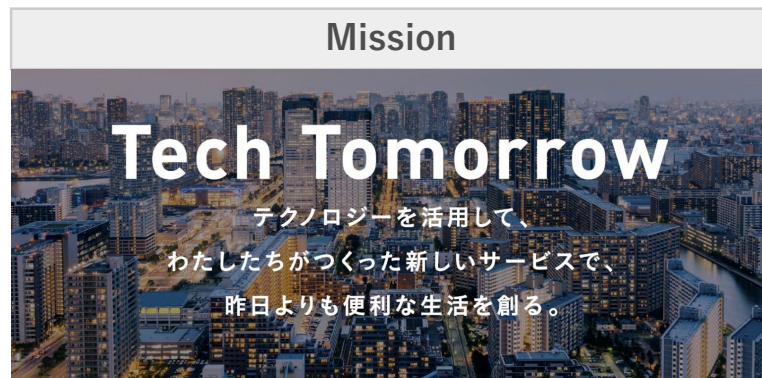 Mission
Tech Tomorrow
テクノロジーを活用して、
わたしたちがつくった新しいサービスで、
昨日よりも便利な生活を創る。